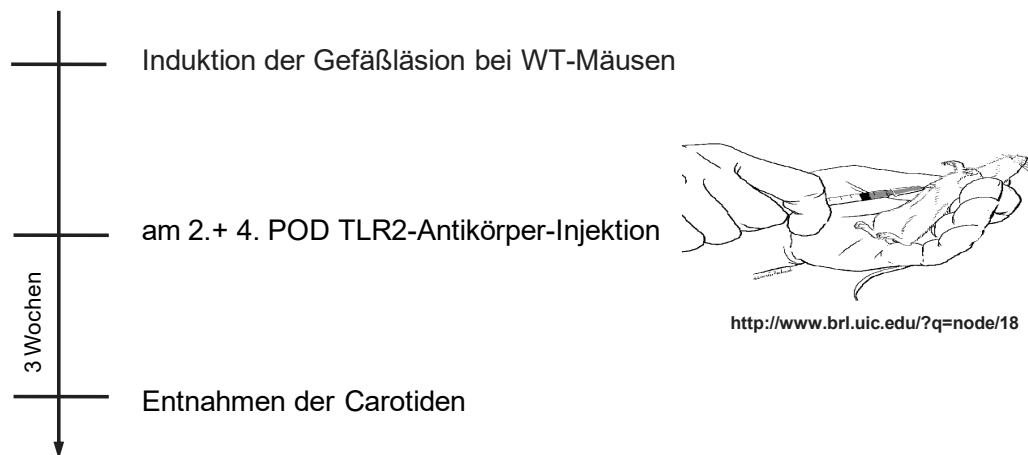 Induktion der Gefäßläsion bei WT-Mäusen
am 2.+ 4. POD TLR2-Antikörper-Injektion
http://www.brl.uic.edu/?q=node/18
3 Wochen
Entnahmen der Carotiden